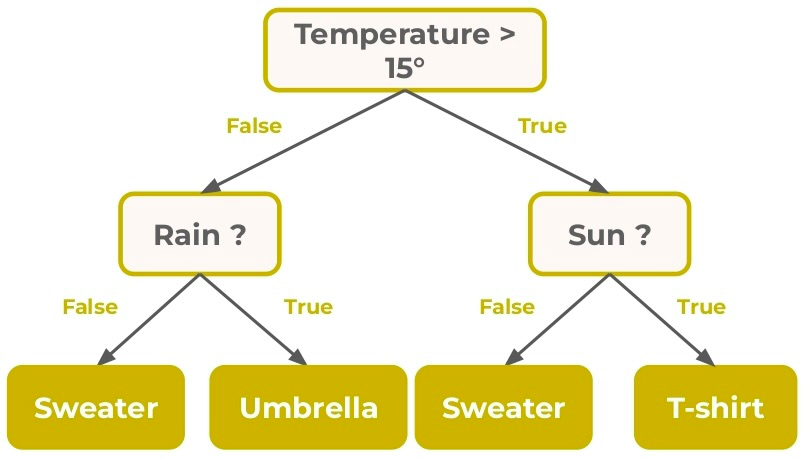 Temperature >
15°
False
True
Rain ?
Sun ?
False
True
False
True
Sweater
Umbrella
Sweater
T-shirt